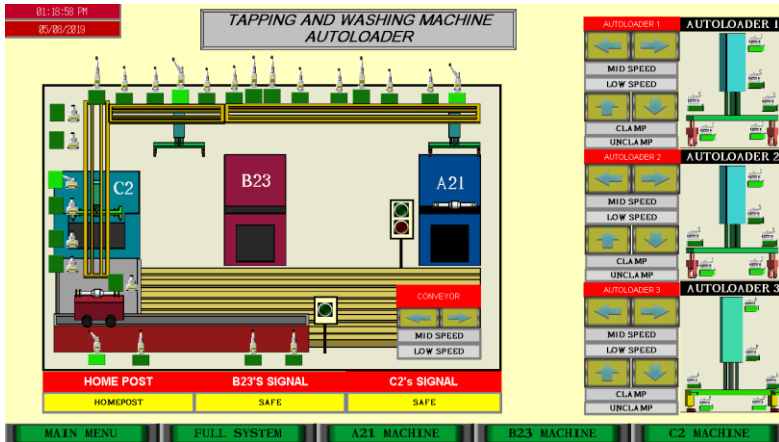 01:18:58 PM
05/08/2019
TAPPING AND WASHING MACHINE
AUTOLOADER
C2
B23
A21
CONVEYOR
MID SPEED
LOW SPEED
HOME POST
B23'S SIGNAL
C2's SIGNAL
HOMEPOST
SAFE
SAFE
AUTOLOADER 1
MID SPEED
LOW SPEED
CLAMP
UNCLAMP
AUTOLOADER 1
AUTOLOADER 2
MID SPEED
LOW SPEED
CLAMP
UNCLAMP
AUTOLOADER 2
AUTOLOADER 3
MID SPEED
LOW SPEED
CLAMP
UNCLAMP
AUTOLOADER 3
MAIN MENU
FULL SYSTEM
A21 MACHINE
B23 MACHINE
C2 MACHINE